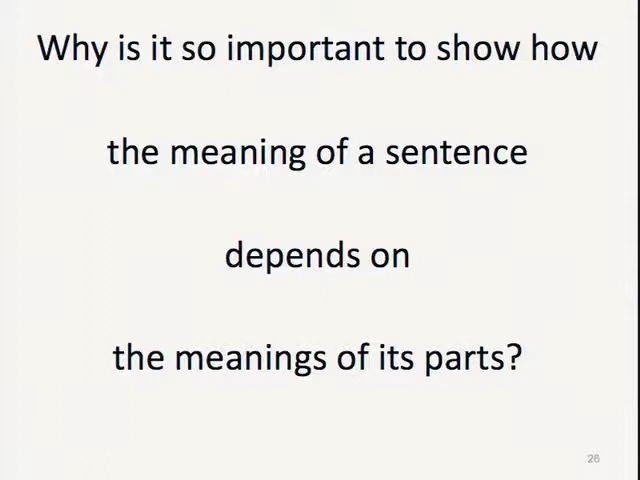 Why is it so important to show how
the meaning of a sentence
depends on
the meanings of its parts?
26